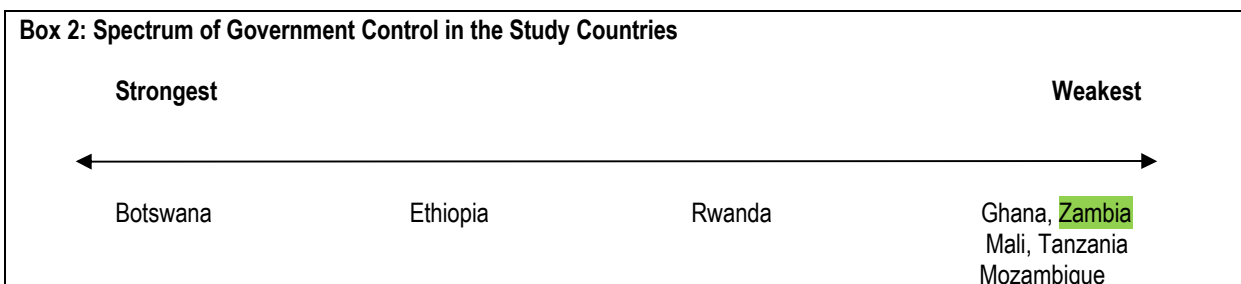 Box 2: Spectrum of Government Control in the Study Countries
Strongest Weakest
Botswana Ethiopia Rwanda Ghana, Zambia
Mali, Tanzania
Mozambique